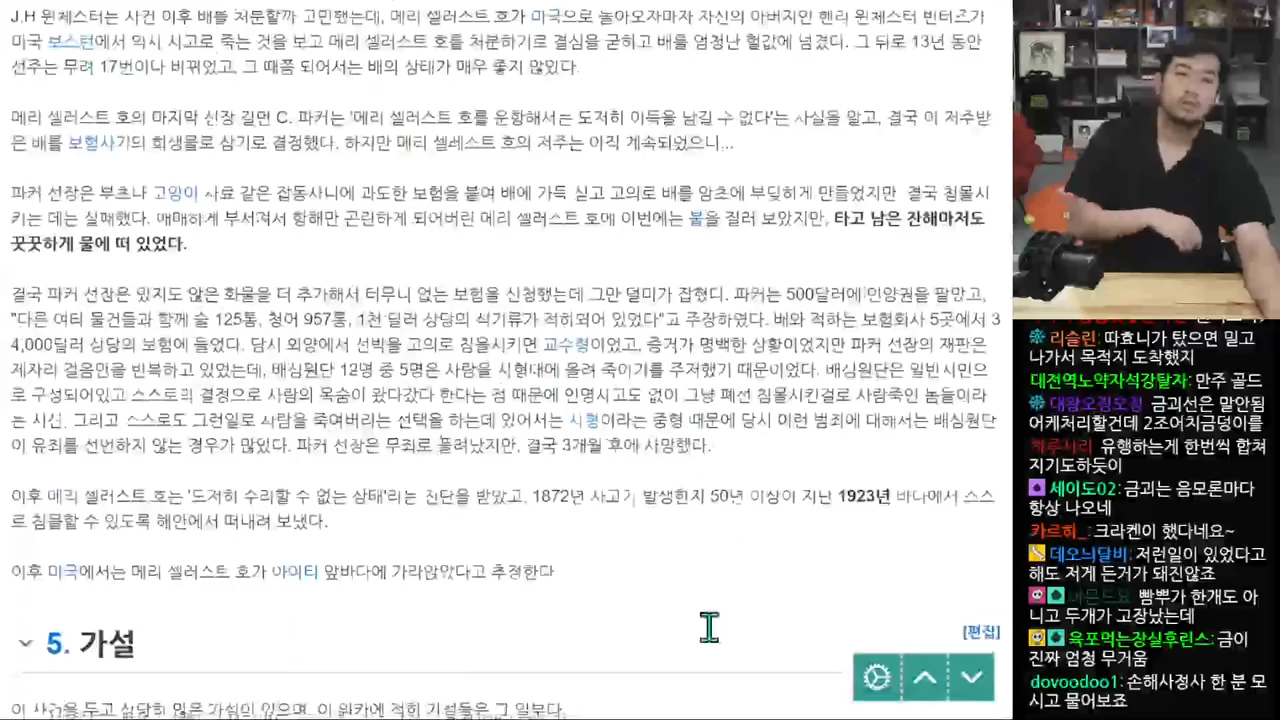 J.H 윈체스터는 사건 이후 배를 처분할까 고민했는데, 메리 셀러스트 호가 미국으로 돌아오자마자 자신의 아버지인 헨리 윈체스터 빈터즈가
미국 보스턴에서 익사 사고로 죽는 것을 보고 메리 셀러스트 호를 처분하기로 결심을 굳히고 배를 엄청난 헐값에 넘겼다. 그 뒤로 13년 동안
선주는 무려 17번이나 바뀌었고, 그 때쯤 되어서는 배의 상태가 매우 좋지 않았다.
메리 셀러스트 호의 마지막 선장 길먼 C. 파커는 '메리 셀러스트 호를 운항해서는 도저히 이득을 남길 수 없다'는 사실을 알고, 결국 이 저주받
은 배를 보험사기의 희생물로 삼기로 결정했다. 하지만 메리 셀러스트 호의 저주는 아직 계속되었으니...
파커 선장은 부츠나 고양이 사료 같은 잡동사니에 과도한 보험을 붙여 배에 가득 싣고 고의로 배를 암초에 부딪히게 만들었지만 결국 침몰시
키는 데는 실패했다. 애매하게 부서져서 항해만 곤란하게 되어버린 메리 셀러스트 호에 이번에는 불을 질러 보았지만, 타고 남은 잔해마저도
꿋꿋하게 물에 떠 있었다.
결국 파커 선장은 있지도 않은 화물을 더 추가해서 터무니 없는 보험을 신청했는데 그만 덜미가 잡혔다. 파커는 500달러에 인양권을 팔았고,
"다른 여타 물건들과 함께 술 125통, 청어 957통, 1천 달러 상당의 식기류가 적하되어 있었다"고 주장하였다. 배와 적하는 보험회사 5곳에서 3
4,000달러 상당의 보험에 들었다. 당시 외양에서 선박을 고의로 침몰시키면 교수형이었고, 증거가 명백한 상황이었지만 파커 선장의 재판은
제자리 걸음만을 반복하고 있었는데, 배심원단 12명 중 5명은 사람을 사형대에 올려 죽이기를 주저했기 때문이었다. 배심원단은 일반시민으
로 구성되어있고 스스로의 결정으로 사람의 목숨이 왔다갔다 한다는 점 때문에 인명사고도 없이 그냥 폐선 침몰시킨걸로 사람죽인 놈들이라
는 시선, 그리고 스스로도 그런일로 사람을 죽여버리는 선택을 하는데 있어서는 사형이라는 중형 때문에 당시 이런 범죄에 대해서는 배심원단
이 유죄를 선언하지 않는 경우가 많았다. 파커 선장은 무죄로 풀려났지만, 결국 3개월 후에 사망했다.
이후 메리 셀러스트 호는 '도저히 수리할 수 없는 상태'라는 진단을 받았고, 1872년 사고가 발생한지 50년 이상이 지난 1923년 바다에서 스스
로 침몰할 수 있도록 해안에서 떠내려 보냈다.
이후 미국에서는 메리 셀러스트 호가 아이티 앞바다에 가라앉았다고 추정한다
5. 가설
[편집]
이 사고을 두고 상당히 많은 가설이 있으며, 이
리슬린: 따효니가 탔으면 밀고
나가서 목적지 도착했지
대전역노약자석강탈자: 만주 골드
대왕오징오징 금괴선은 말안됨
어케처리할건데 2조어치금덩이를
하루사리 유행하는게 한번씩 합쳐
지기도하듯이
세이도02: 금괴는 음모론마다
항상 나오네
카르하_: 크라켄이 했다네요~
데오늬달비: 저런일이 있었다고
해도 저게 듣거가 돼진않죠
빰뿌가 한개도 아
니고 두개가 고장났는데
육포먹는장실후린스: 금이
진짜 엄청 무거움
dovoodoo1: 손해사정사 한 분 모
시고 물어보죠